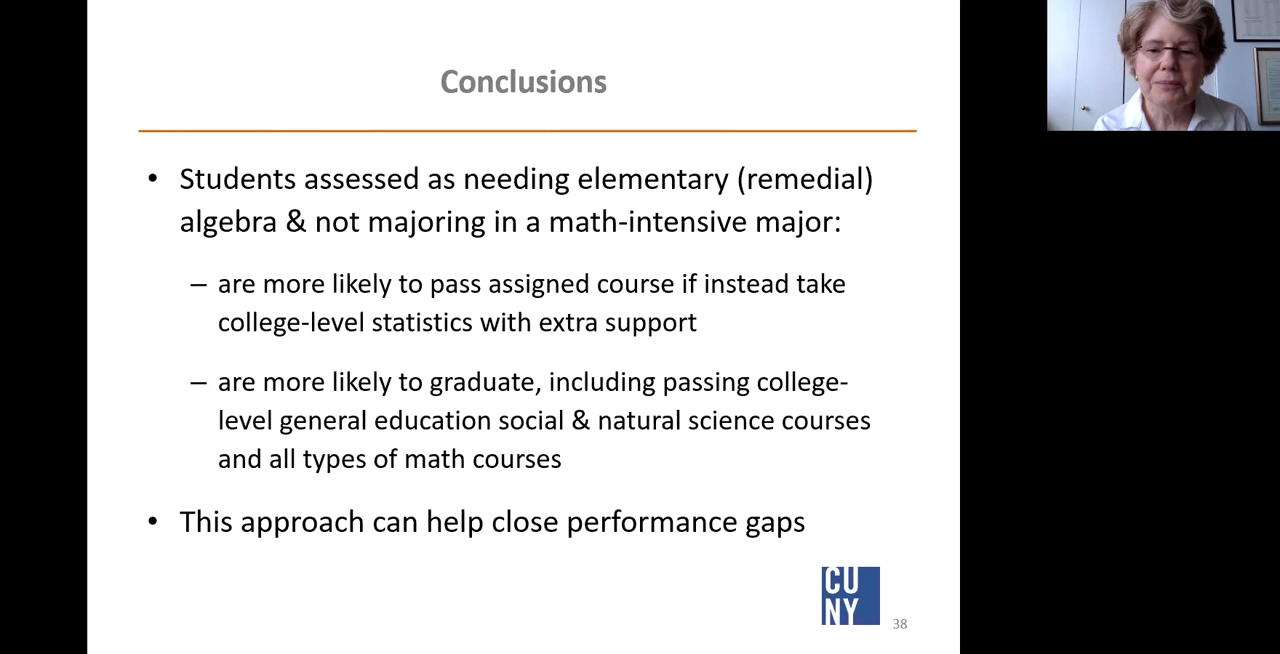 Conclusions
• Students assessed as needing elementary (remedial)
algebra & not majoring in a math-intensive major:
– are more likely to pass assigned course if instead take
college-level statistics with extra support
– are more likely to graduate, including passing college-
level general education social & natural science courses
and all types of math courses
• This approach can help close performance gaps
CU
NY
38